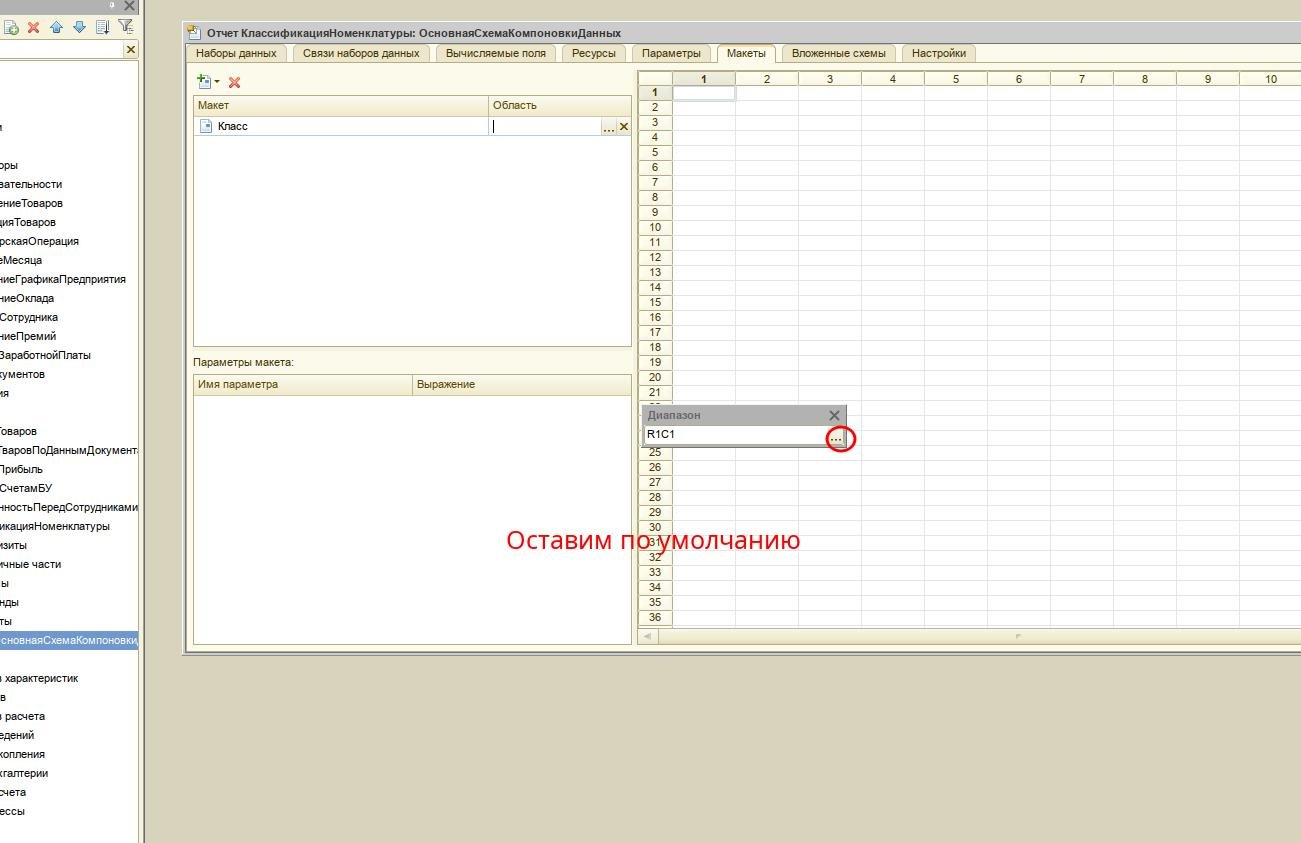 Отчет КлассификацияНоменклатуры: ОсновнаяСхемаКомпоновкиДанных
Наборы данных Связи наборов данных Вычисляемые поля Ресурсы Параметры Макеты Вложенные схемы Настройки
Макет Область
Класс ...
Параметры макета:
Имя параметра Выражение
1 2 3 4 5 6 7 8 9 10
1
2
3
4
5
6
7
8
9
10
11
12
13
14
15
16
17
18
19
20
21
Диапазон
R1C1 ...
25
26
27
28
29
30
31
32
33
34
35
36
Оставим по умолчанию
и
оры
вательности
ениеТоваров
цияТоваров
рскаяОперация
еМесяца
ниеГрафикаПредприятия
ниеОклада
Сотрудника
ниеПремий
ЗаработнойПлаты
кументов
ия
Товаров
ТваровПоДаннымДокумент
Прибыль
СчетамБУ
нностьПередСотрудниками
икацияНоменклатуры
изиты
ичные части
ы
нды
ты
сновнаяСхемаКомпоновки
в характеристик
в
в расчета
едений
копления
хгалтерии
счета
ессы